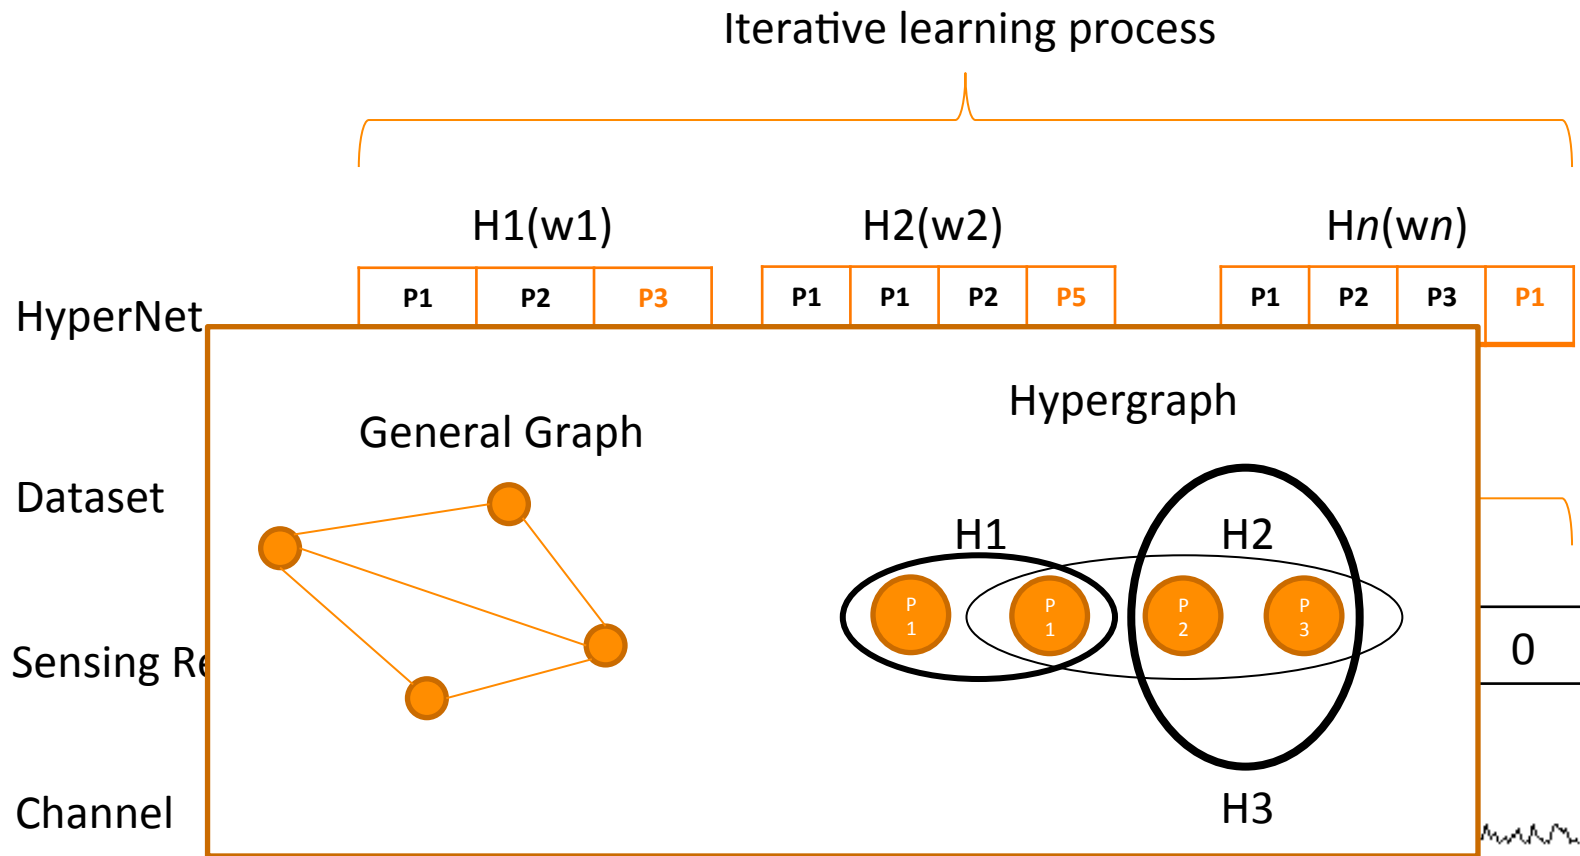 Iterative learning process
H1(w1) H2(w2) Hn(wn)
HyperNet P1 P2 P3 P1 P1 P2 P5 P1 P2 P3 P1
Hypergraph
General Graph
Dataset
H1 H2
P
1
P
1
P
2
P
3
Sensing Re 0
Channel
H3